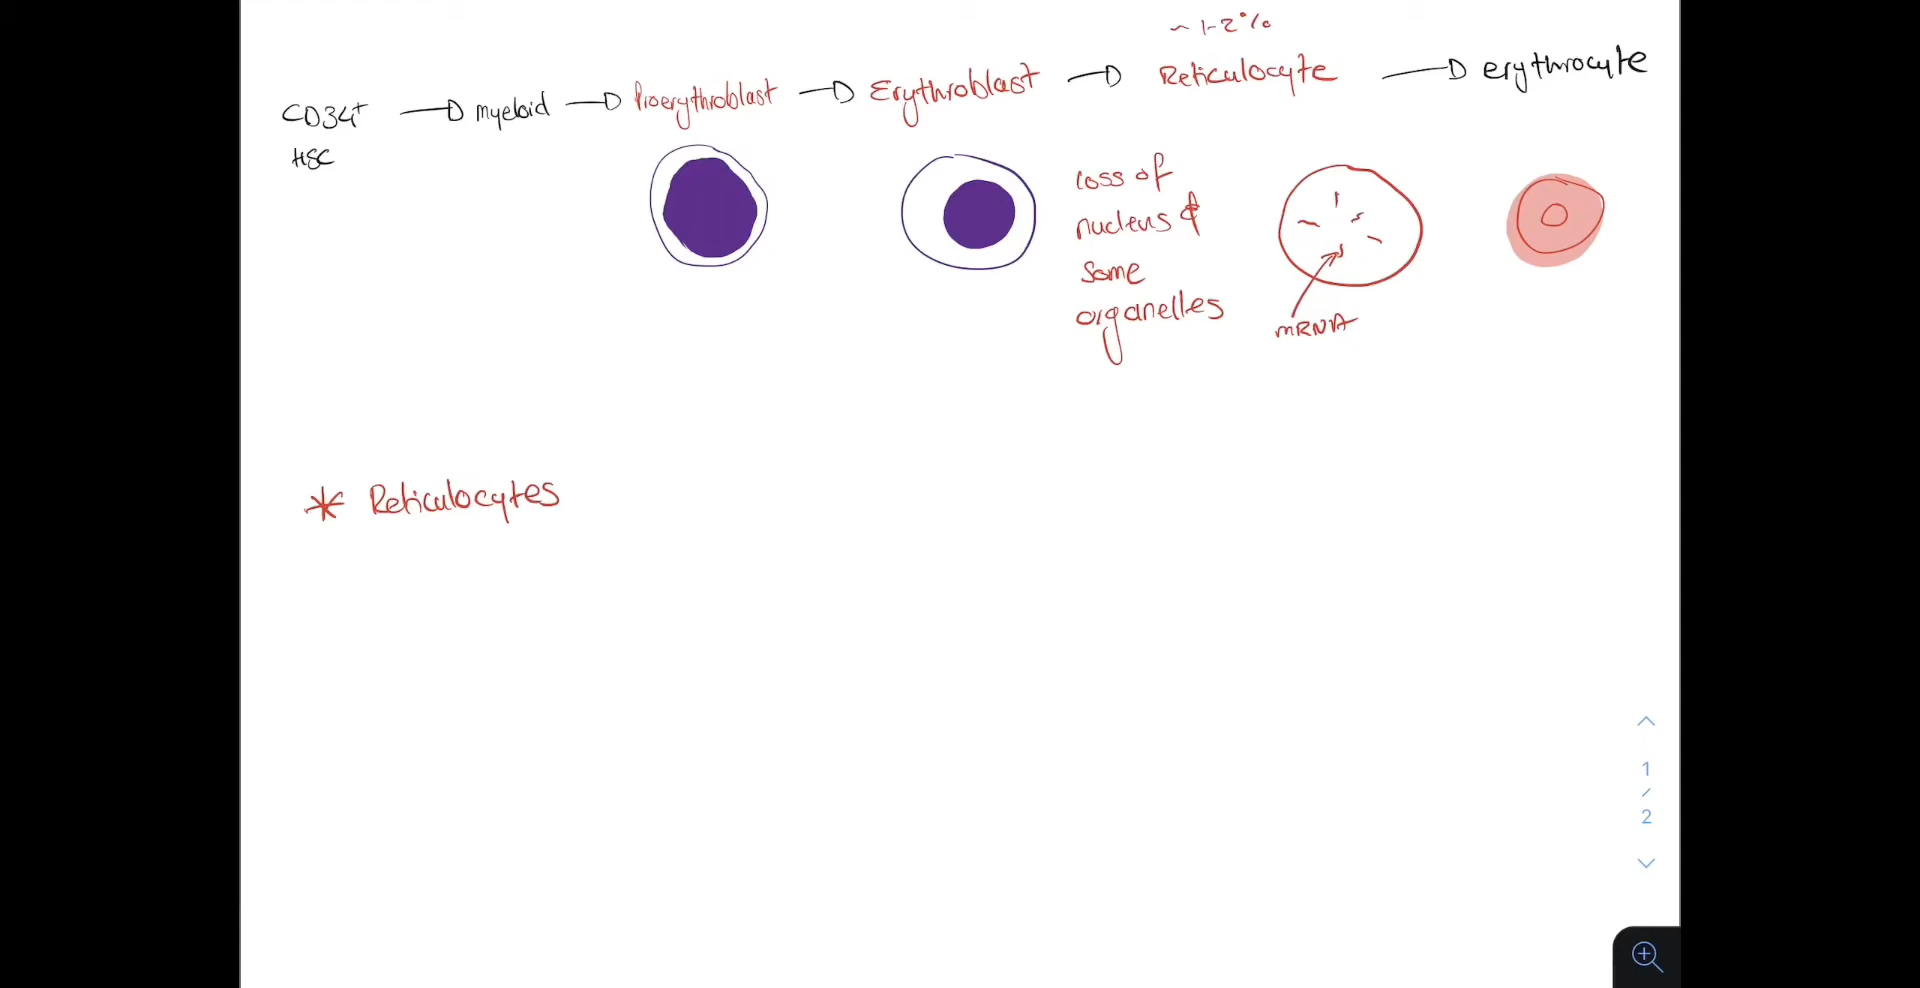 ~ 1-2%
CD34+ → myeloid → Proerythroblast → Erythroblast → Reticulocyte → erythrocyte
HSC
loss of
nucleus &
some
organelles
mRNA
* Reticulocytes
1
/
2